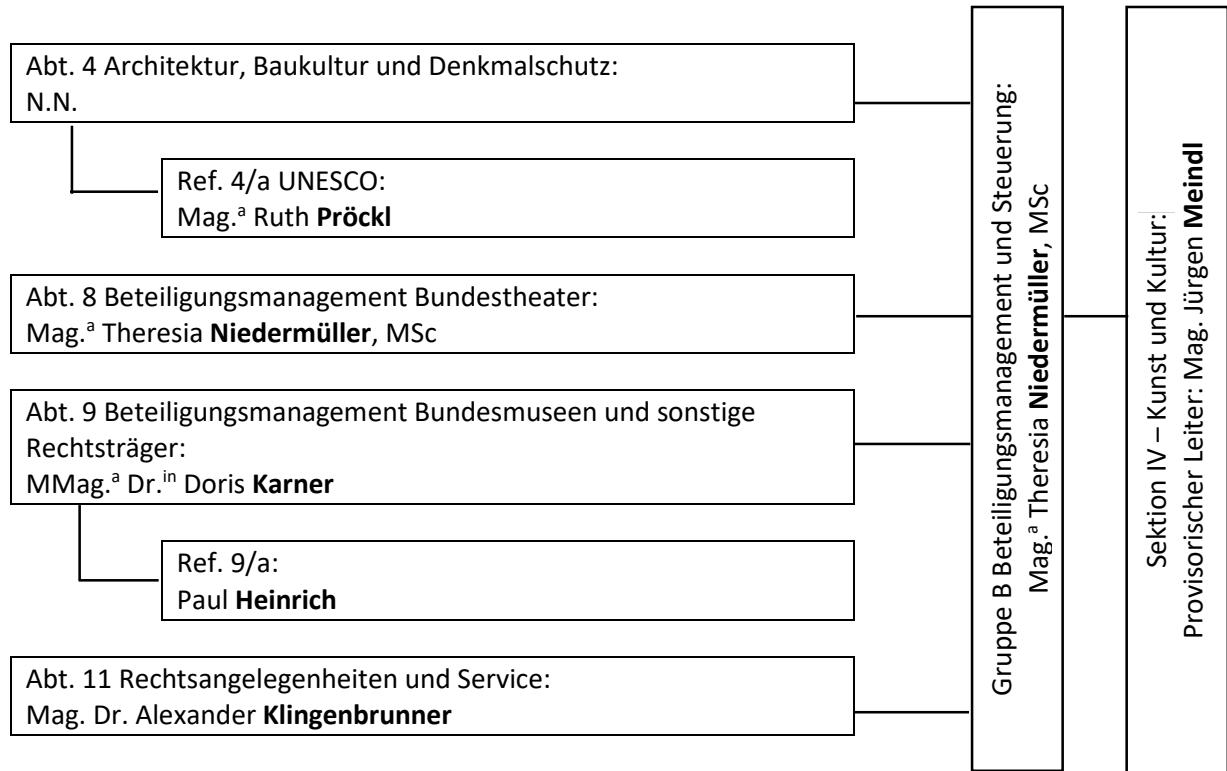 Abt. 4 Architektur, Baukultur und Denkmalschutz:
N.N.
Ref. 4/a UNESCO:
Mag.ᵃ Ruth Pröckl
Abt. 8 Beteiligungsmanagement Bundestheater:
Mag.ᵃ Theresia Niedermüller, MSc
Abt. 9 Beteiligungsmanagement Bundesmuseen und sonstige
Rechtsträger:
MMag.ᵃ Dr.ⁱⁿ Doris Karner
Ref. 9/a:
Paul Heinrich
Abt. 11 Rechtsangelegenheiten und Service:
Mag. Dr. Alexander Klingenbrunner
Gruppe B Beteiligungsmanagement und Steuerung:
Mag.ᵃ Theresia Niedermüller, MSc
Sektion IV – Kunst und Kultur:
Provisorischer Leiter: Mag. Jürgen Meindl